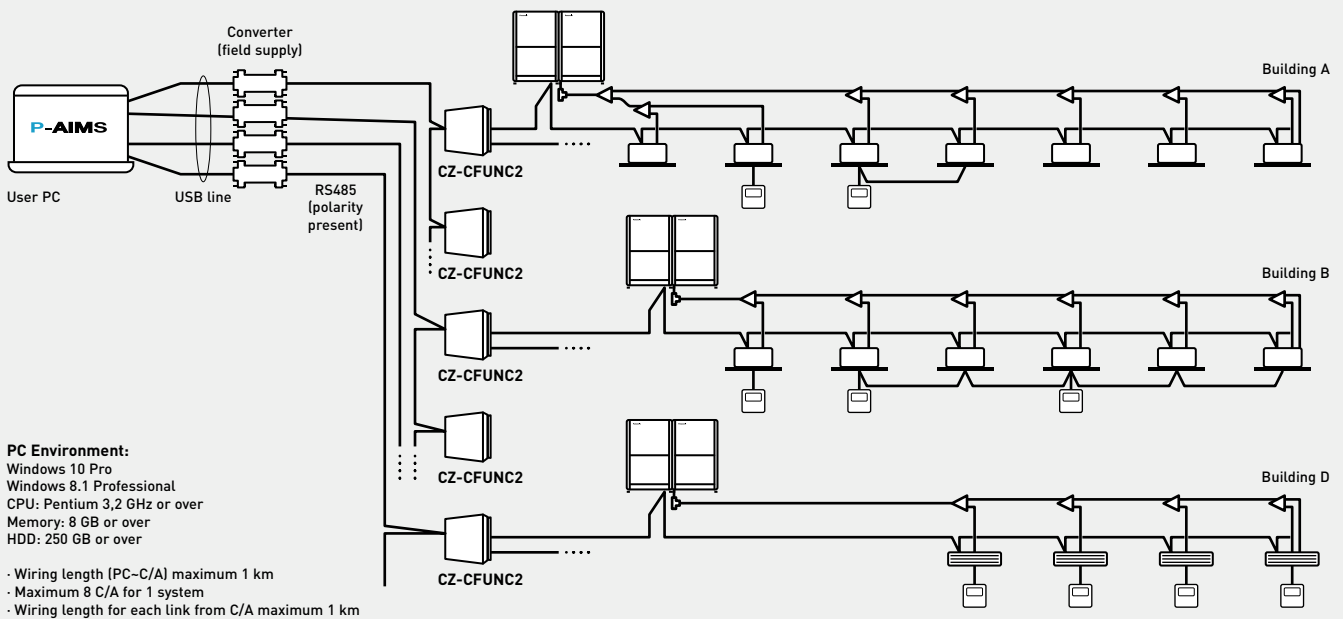 Converter
(field supply)
Building A
P-AIMS
CZ-CFUNC2
User PC
USB line
RS485
(polarity
present)
CZ-CFUNC2
Building B
CZ-CFUNC2
PC Environment:
Windows 10 Pro
Windows 8.1 Professional
CPU: Pentium 3,2 GHz or over
Memory: 8 GB or over
HDD: 250 GB or over
CZ-CFUNC2
Building D
CZ-CFUNC2
· Wiring length (PC~C/A) maximum 1 km
· Maximum 8 C/A for 1 system
· Wiring length for each link from C/A maximum 1 km